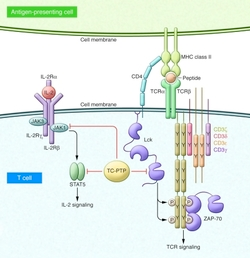 Antigen-presenting cell
Cell membrane
MHC class II
CD4
Peptide
IL-2Rα
TCRα
TCRβ
Cell membrane
JAK3
JAK1
IL-2Rγ
IL-2Rβ
Lck
CD3ζ
CD3δ
CD3ε
CD3γ
STAT5
TC-PTP
IL-2 signaling
T cell
P
P
P
P
ZAP-70
TCR signaling